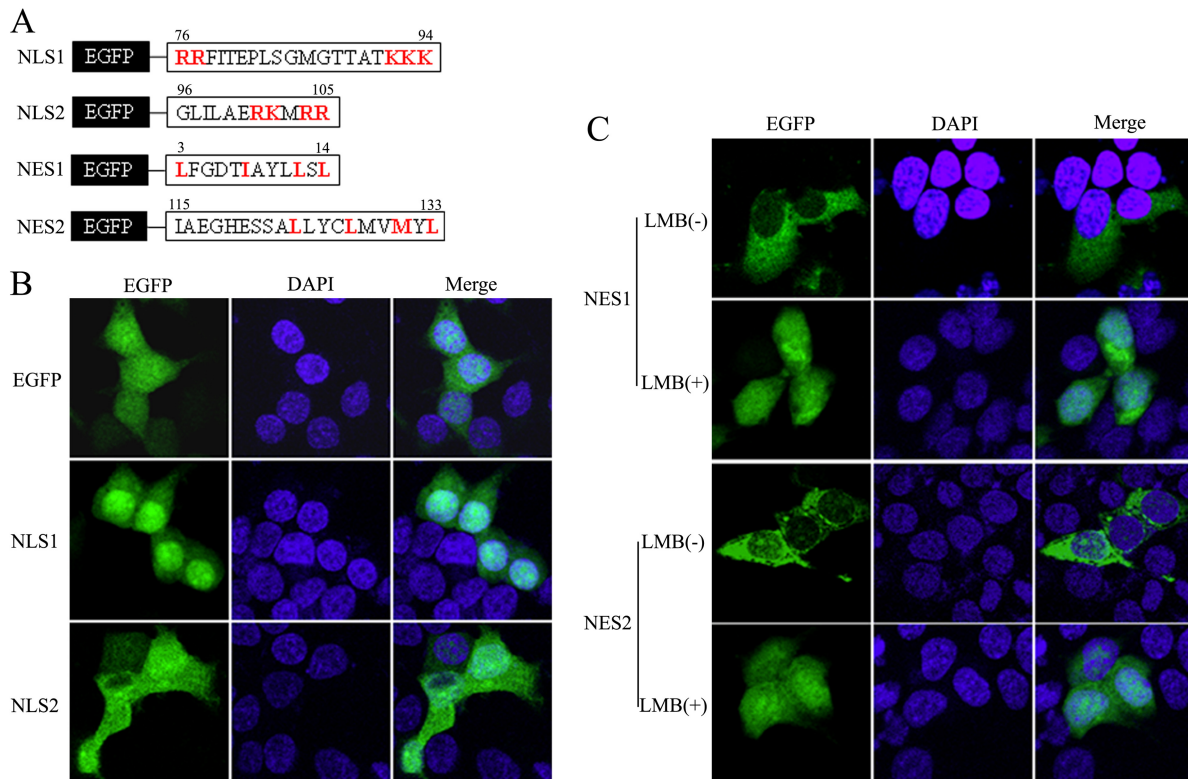 A
76 94
NLS1 EGFP RRFITEPLSGMGTTATKKK
96 105
NLS2 EGFP GLILAERKMRR
3 14
NES1 EGFP LFGDTIAYLLSL
115 133
NES2 EGFP IAEGHESSALLYCLMVMYL
B
EGFP DAPI Merge
EGFP
NLS1
NLS2
C
EGFP DAPI Merge
LMB(-)
NES1
LMB(+)
LMB(-)
NES2
LMB(+)